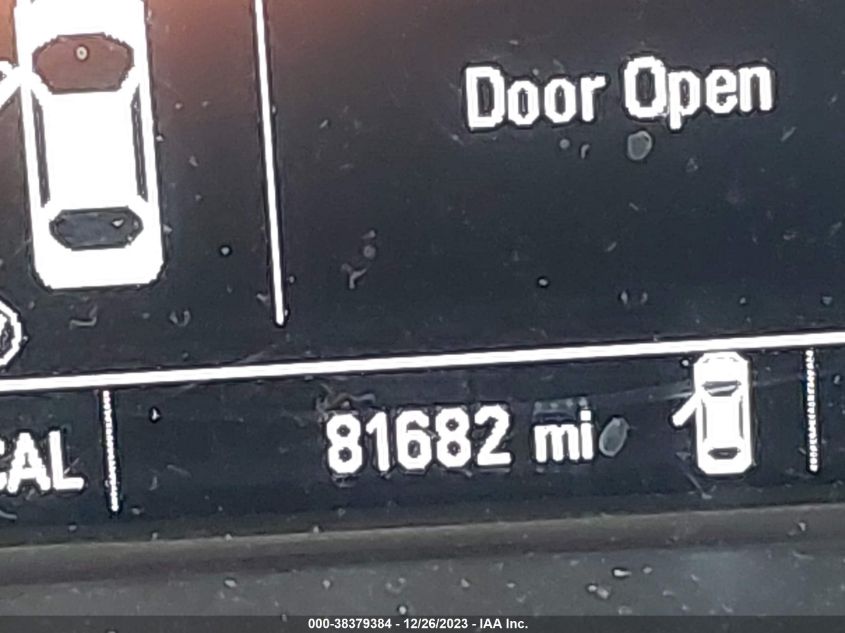 Door Open
CAL
81682 mi
000-38379384 - 12/26/2023 - IAA Inc.